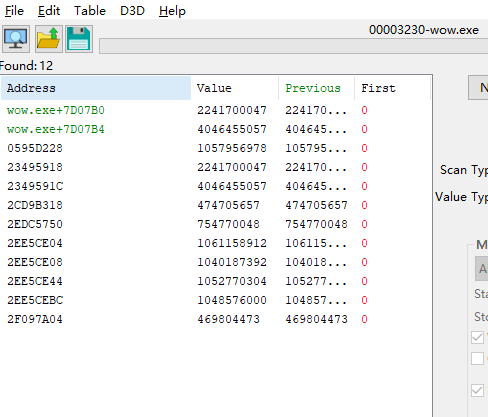 File Edit Table D3D Help
00003230-wow.exe
Found: 12
Address Value Previous First
wow.exe+7D07B0 2241700047 224170... 0
wow.exe+7D07B4 4046455057 404645... 0
0595D228 1057956978 105795... 0
23495918 2241700047 224170... 0
2349591C 4046455057 404645... 0
2CD9B318 474705657 474705657 0
2EDC5750 754770048 754770048 0
2EE5CE04 1061158912 106115... 0
2EE5CE08 1040187392 104018... 0
2EE5CE44 1052770304 105277... 0
2EE5CEBC 1048576000 104857... 0
2F097A04 469804473 469804473 0
N
Scan Typ
Value Typ
M
A
Sta
Sto